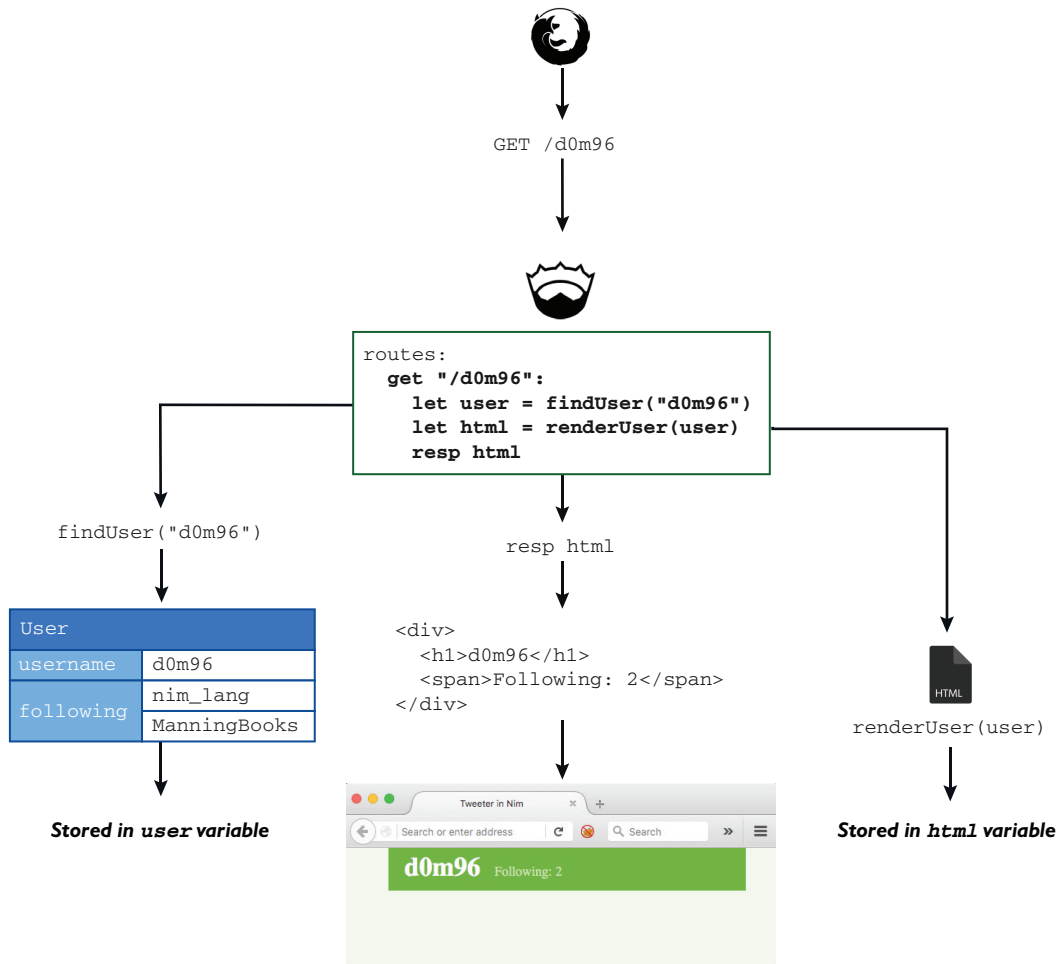 GET /d0m96
routes:
  get "/d0m96":
    let user = findUser("d0m96")
    let html = renderUser(user)
    resp html
findUser("d0m96")
User
username d0m96
following nim_lang
ManningBooks
Stored in user variable
resp html
<div>
  <h1>d0m96</h1>
  <span>Following: 2</span>
</div>
Tweeter in Nim
Search or enter address Search
d0m96 Following: 2
HTML
renderUser(user)
Stored in html variable